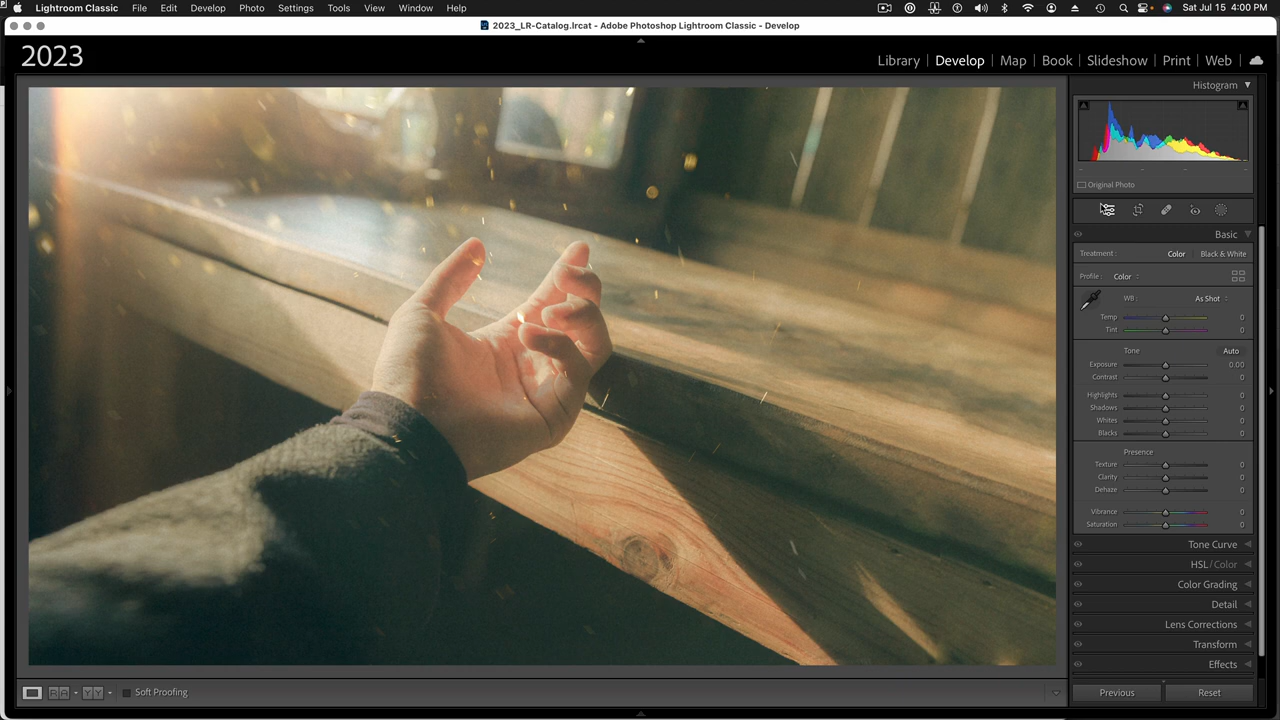 Lightroom Classic File Edit Develop Photo Settings Tools View Window Help Sat Jul 15 4:00 PM
2023_LR-Catalog.lrcat - Adobe Photoshop Lightroom Classic - Develop
2023
Library | Develop | Map | Book | Slideshow | Print | Web
Histogram
Original Photo
Basic
Treatment : Color Black & White
Profile : Color
WB : As Shot
Temp 0
Tint 0
Tone Auto
Exposure 0.00
Contrast 0
Highlights 0
Shadows 0
Whites 0
Blacks 0
Presence
Texture 0
Clarity 0
Dehaze 0
Vibrance 0
Saturation 0
Tone Curve
HSL / Color
Color Grading
Detail
Lens Corrections
Transform
Effects
Soft Proofing
Previous Reset